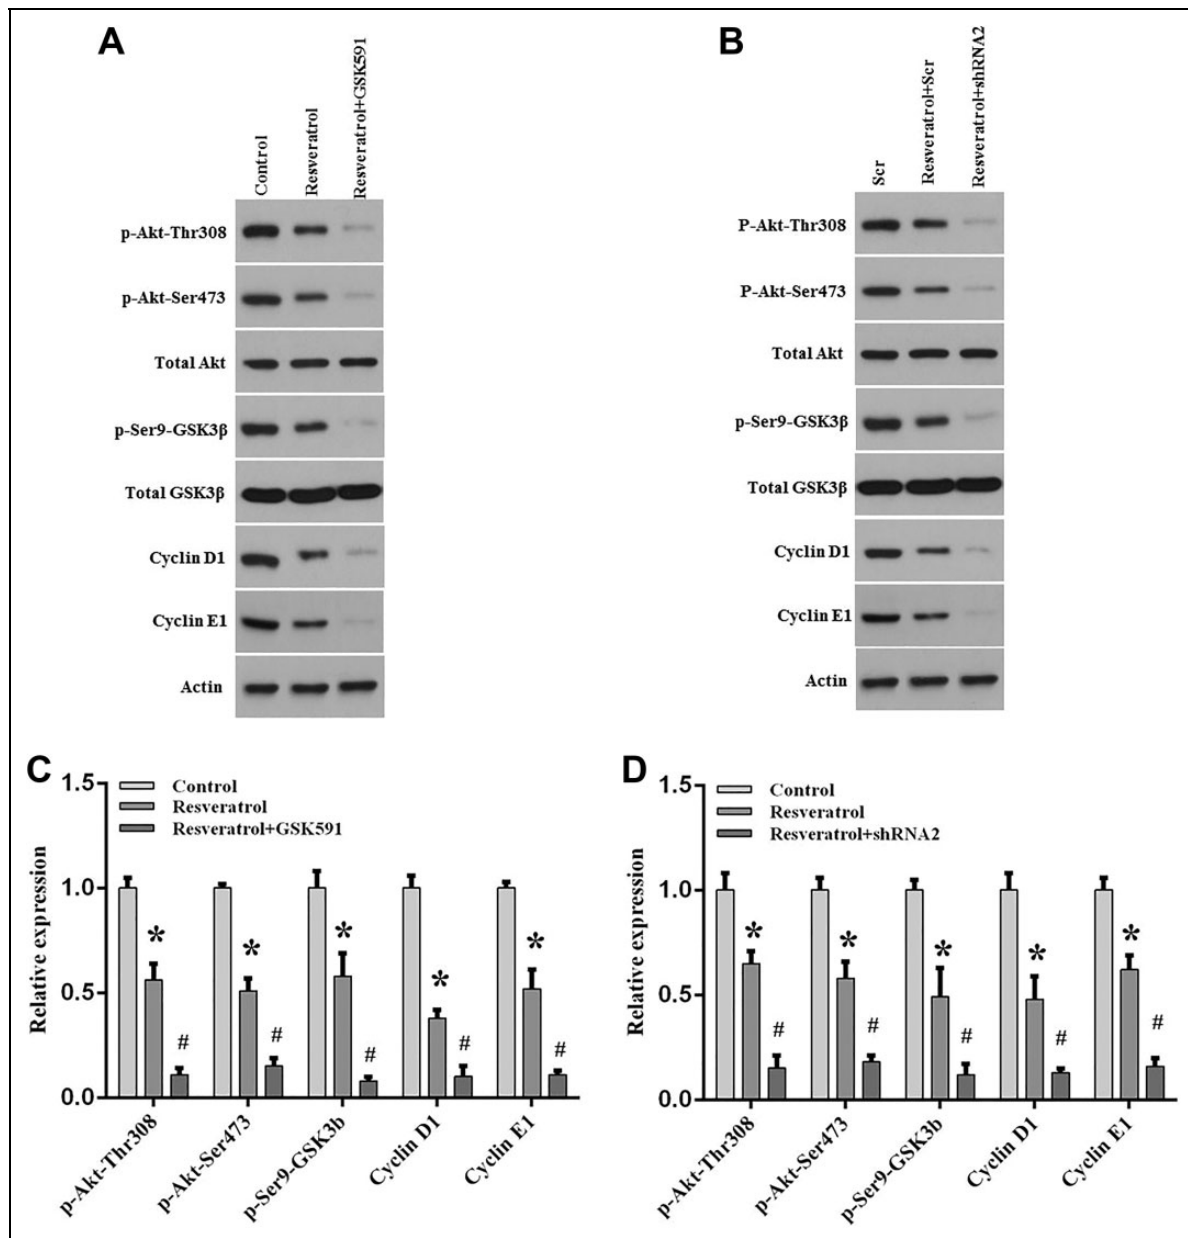 A
Control
Resveratrol
Resveratrol+GSK591
p-Akt-Thr308
p-Akt-Ser473
Total Akt
p-Ser9-GSK3β
Total GSK3β
Cyclin D1
Cyclin E1
Actin
B
Scr
Resveratrol+Scr
Resveratrol+shRNA2
P-Akt-Thr308
P-Akt-Ser473
Total Akt
p-Ser9-GSK3β
Total GSK3β
Cyclin D1
Cyclin E1
Actin
C
Control
Resveratrol
Resveratrol+GSK591
Relative expression
1.5
1.0
0.5
0.0
* # * # * # * # * #
p-Akt-Thr308
p-Akt-Ser473
p-Ser9-GSK3b
Cyclin D1
Cyclin E1
D
Control
Resveratrol
Resveratrol+shRNA2
Relative expression
1.5
1.0
0.5
0.0
* # * # * # * # * #
p-Akt-Thr308
p-Akt-Ser473
p-Ser9-GSK3b
Cyclin D1
Cyclin E1